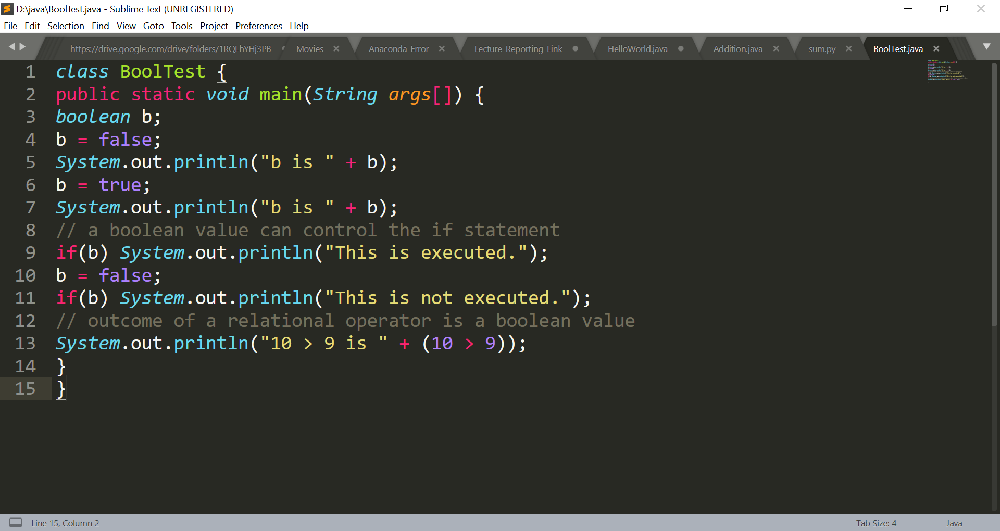 D:\java\BoolTest.java - Sublime Text (UNREGISTERED)
File Edit Selection Find View Goto Tools Project Preferences Help
https://drive.google.com/drive/folders/1RQLhYHj3PB Movies Anaconda_Error Lecture_Reporting_Link HelloWorld.java Addition.java sum.py BoolTest.java
1 class BoolTest {
2 public static void main(String args[]) {
3 boolean b;
4 b = false;
5 System.out.println("b is " + b);
6 b = true;
7 System.out.println("b is " + b);
8 // a boolean value can control the if statement
9 if(b) System.out.println("This is executed.");
10 b = false;
11 if(b) System.out.println("This is not executed.");
12 // outcome of a relational operator is a boolean value
13 System.out.println("10 > 9 is " + (10 > 9));
14 }
15 }
Line 15, Column 2 Tab Size: 4 Java